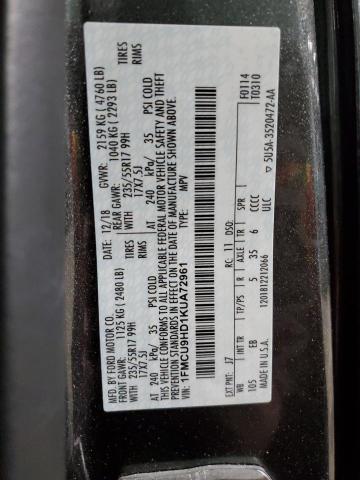 MFD. BY FORD MOTOR CO.
DATE: 12/18 GVWR: 2159 KG ( 4760 LB)
FRONT GAWR: 1125 KG (2480 LB) REAR GAWR: 1040 KG ( 2293 LB)
WITH 235/55R17 99H TIRES WITH 235/55R17 99H TIRES
17X7.5J RIMS 17X7.5J RIMS
AT 240 kPa/ 35 PSI COLD AT 240 kPa/ 35 PSI COLD
THIS VEHICLE CONFORMS TO ALL APPLICABLE FEDERAL MOTOR VEHICLE SAFETY AND THEFT
PREVENTION STANDARDS IN EFFECT ON THE DATE OF MANUFACTURE SHOWN ABOVE.
VIN: 1FMCU9HD1KUA72961 TYPE: MPV
F0114
T0310
EXT PNT: J7 RC: 11 DSO:
WB INT TR TP/PS R AXLE TR SPR
105 EB 5 35 6 CCCC
MADE IN U.S.A. 12018122120​66 ULC
▽ 5U5A-3520472-AA